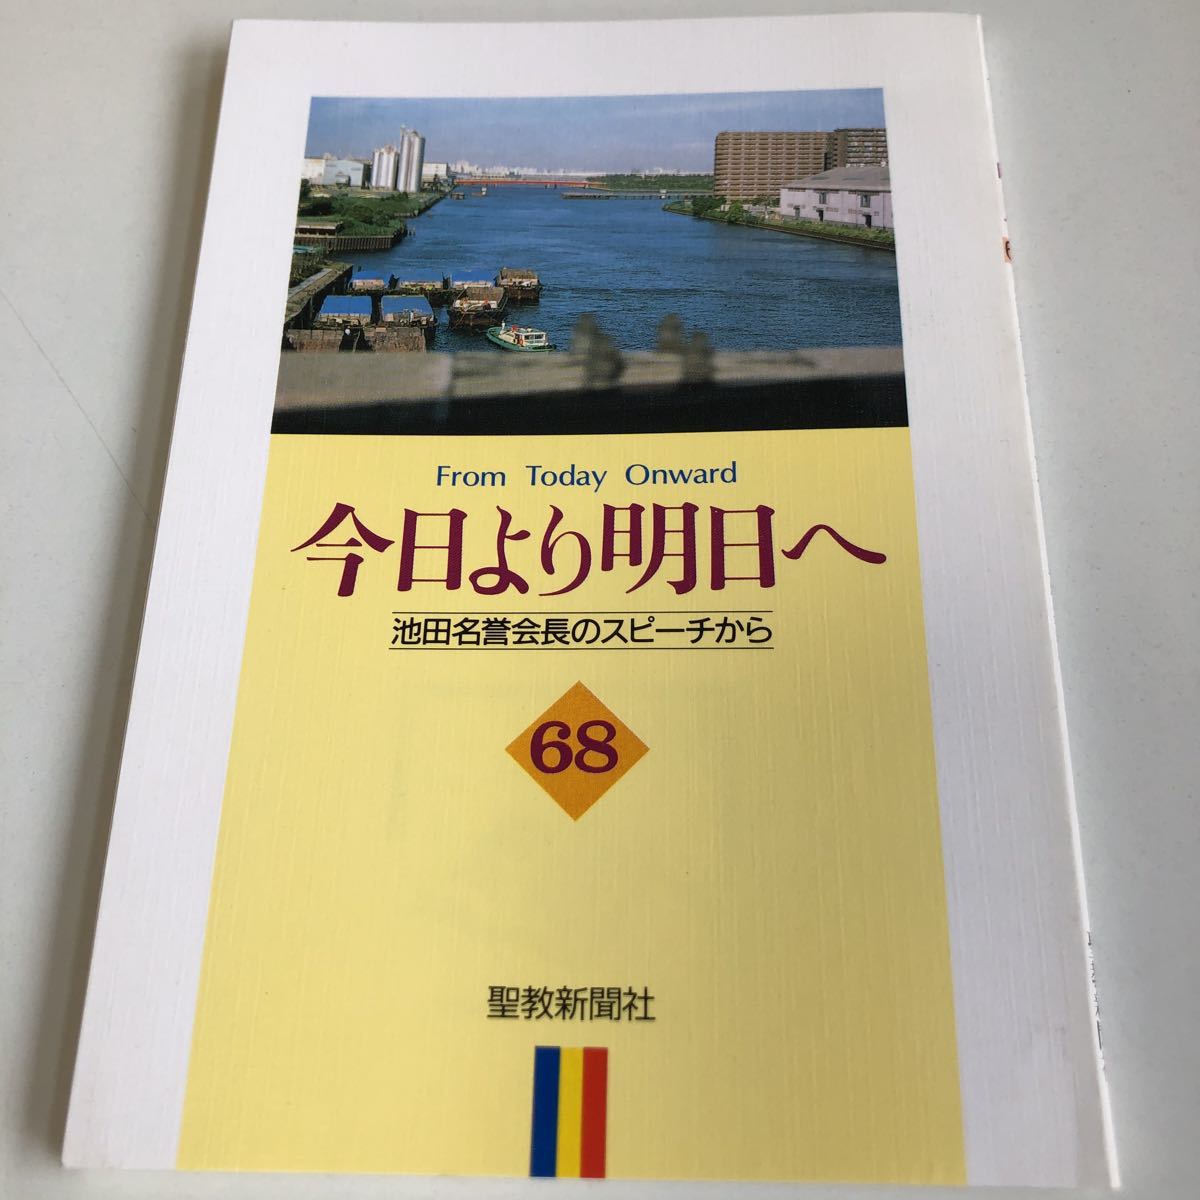 From Today Onward
今日より明日へ
池田名誉会長のスピーチから
68
聖教新聞社